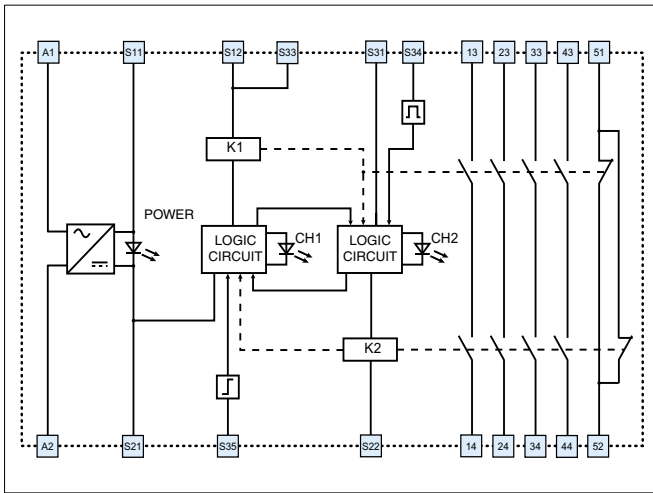 A1 S11 S12 S33 S31 S34 13 23 33 43 51
K1
POWER
LOGIC
CIRCUIT
CH1
LOGIC
CIRCUIT
CH2
K2
A2 S21 S35 S22 14 24 34 44 52